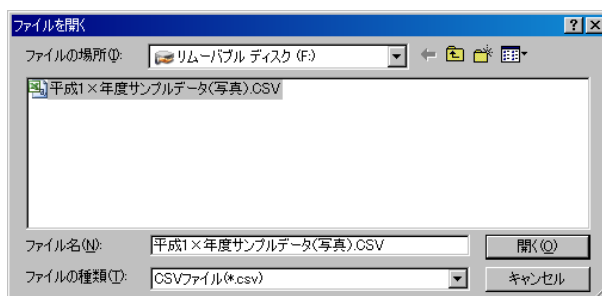 ファイルを開く
ファイルの場所(I): リムーバブル ディスク (F:)
平成1×年度サンプルデータ(写真).CSV
ファイル名(N): 平成1×年度サンプルデータ(写真).CSV 開く(O)
ファイルの種類(T): CSVファイル(*.csv) キャンセル